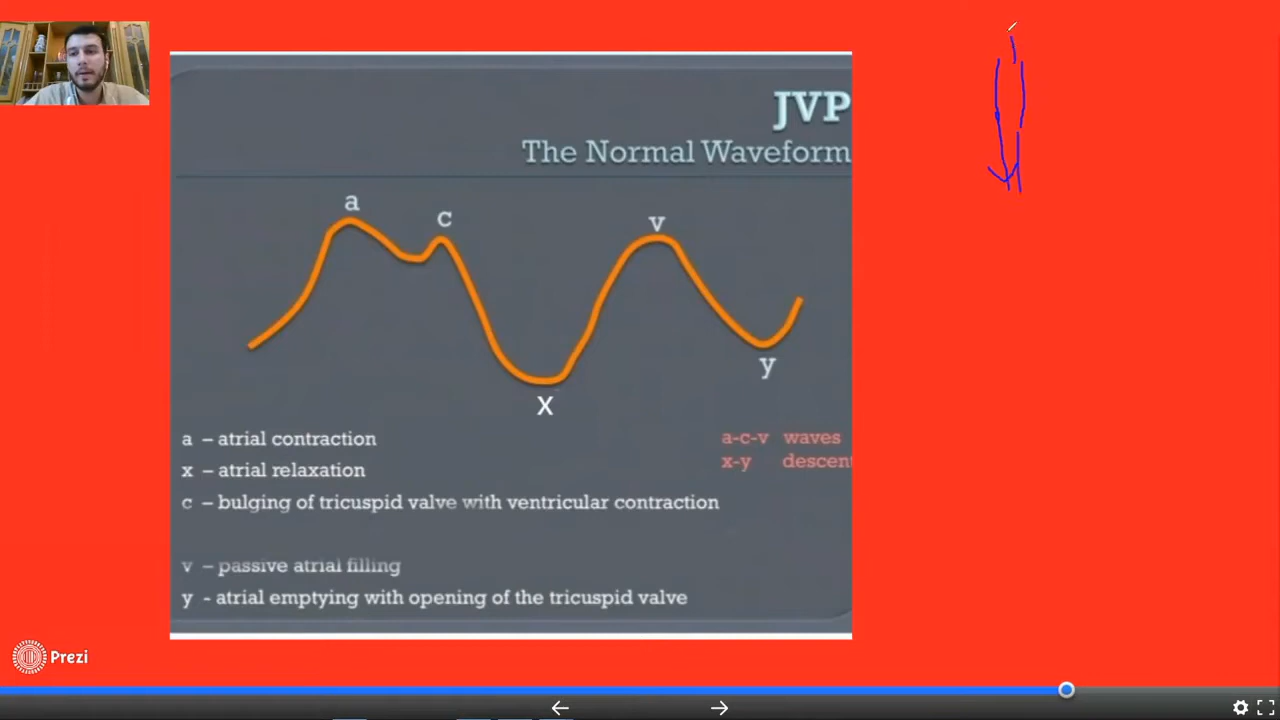 JVP
The Normal Waveform
a
c
v
x
y
a – atrial contraction
x – atrial relaxation
c – bulging of tricuspid valve with ventricular contraction
v – passive atrial filling
y - atrial emptying with opening of the tricuspid valve
a-c-v waves
x-y descent
Prezi